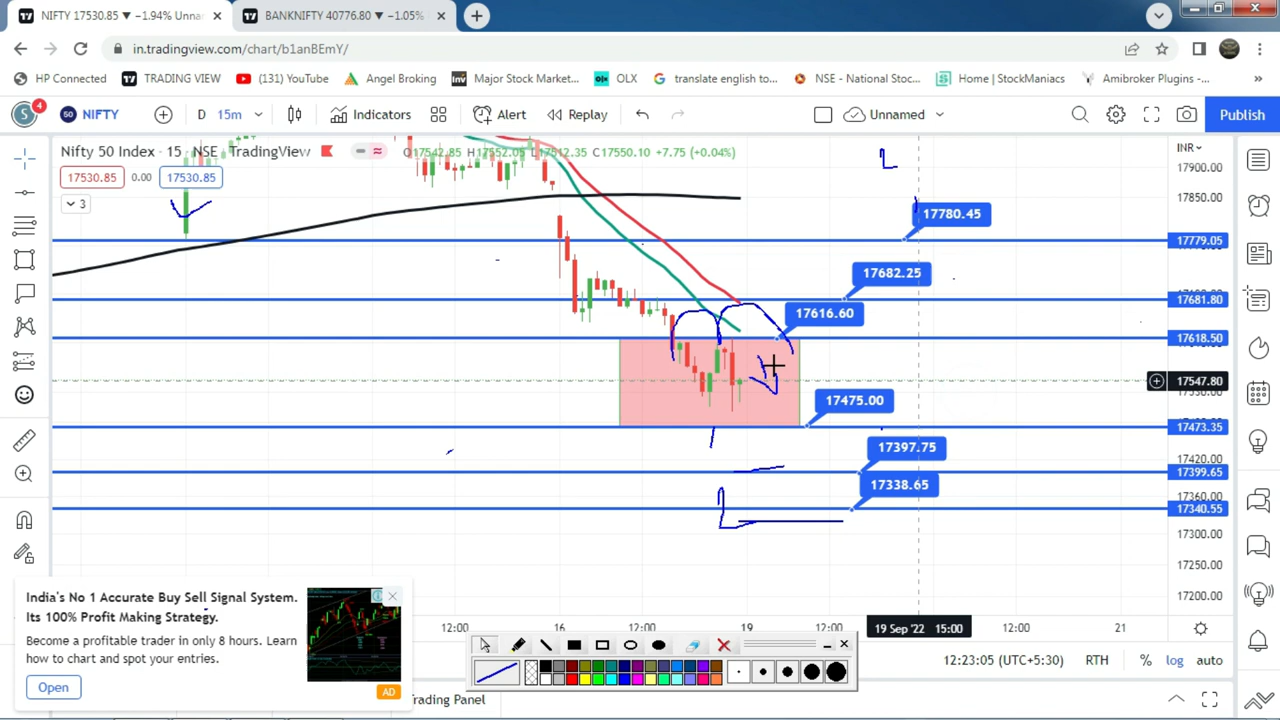 NIFTY 17530.85 ▼ −1.94% Unnar
BANKNIFTY 40776.80 ▼ −1.05%
in.tradingview.com/chart/b1anBEmY/
HP Connected
TRADING VIEW
(131) YouTube
Angel Broking
Major Stock Market...
OLX
translate english to...
NSE - National Stoc...
Home | StockManiacs
Amibroker Plugins -...
»
S 4
NIFTY
D
15m
Indicators
Alert
Replay
Unnamed
Publish
Nifty 50 Index · 15 · NSE TradingView
O17542.85 H17552.05 L17512.35 C17550.10 +7.75 (+0.04%)
INR
17530.85
0.00
17530.85
3
17900.00
17850.00
17780.45
17779.05
17682.25
17681.80
17616.60
17618.50
17547.80
17475.00
17473.35
17397.75
17420.00
17399.65
17338.65
17360.00
17340.55
17300.00
17250.00
17200.00
India's No 1 Accurate Buy Sell Signal System.
Its 100% Profit Making Strategy.
Become a profitable trader in only 8 hours. Learn
how to chart and spot your entries.
Open
AD
12:00
16
12:00
19
12:00
19 Sep '22 15:00
12:00
21
12:23:05 (UTC+5:30)
%
log
auto
rading Panel